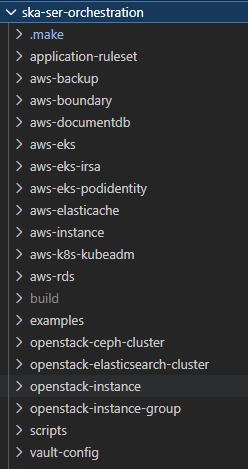 ska-ser-orchestration
.make
application-ruleset
aws-backup
aws-boundary
aws-documentdb
aws-eks
aws-eks-irsa
aws-eks-podidentity
aws-elasticache
aws-instance
aws-k8s-kubeadm
aws-rds
build
examples
openstack-ceph-cluster
openstack-elasticsearch-cluster
openstack-instance
openstack-instance-group
scripts
vault-config